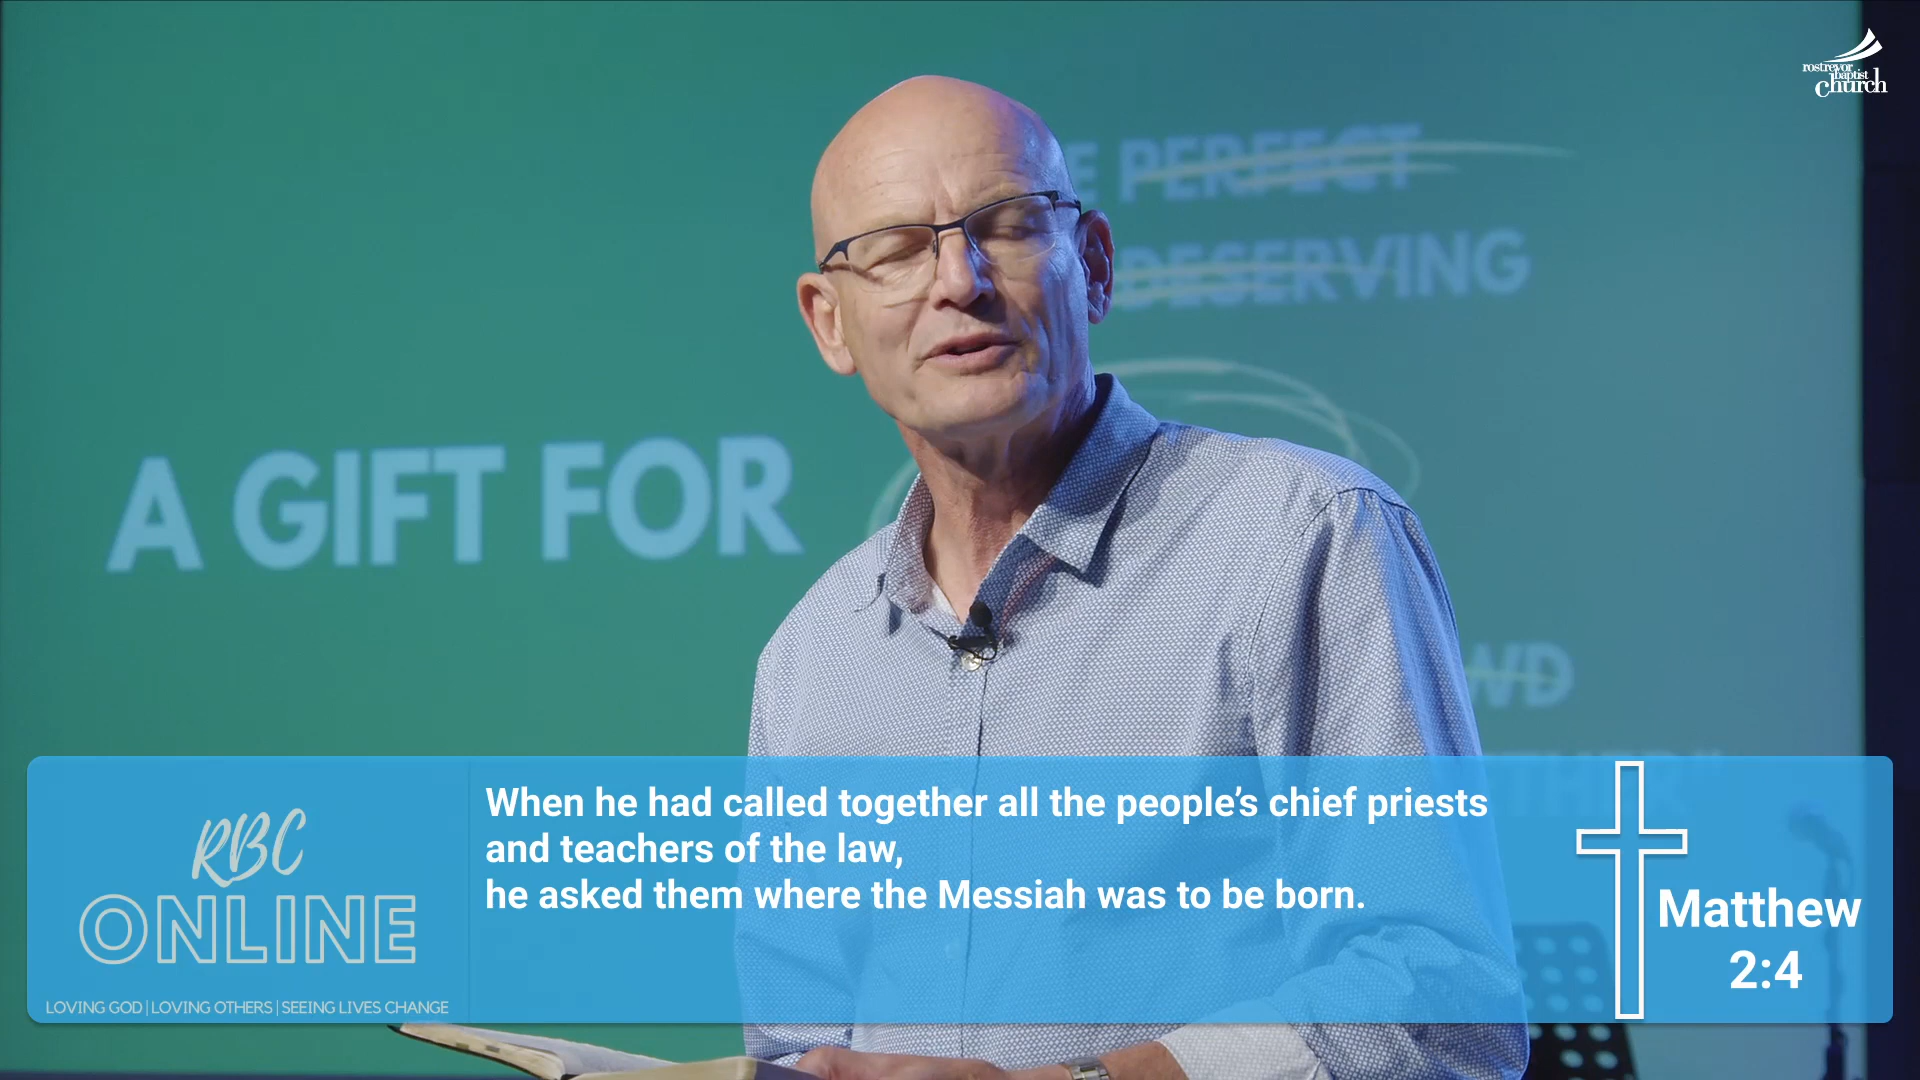 rostrevor
baptist
church
PERFECT
DESERVING
A GIFT FOR
RBC
ONLINE
LOVING GOD | LOVING OTHERS | SEEING LIVES CHANGE
When he had called together all the people’s chief priests
and teachers of the law,
he asked them where the Messiah was to be born.
Matthew
2:4